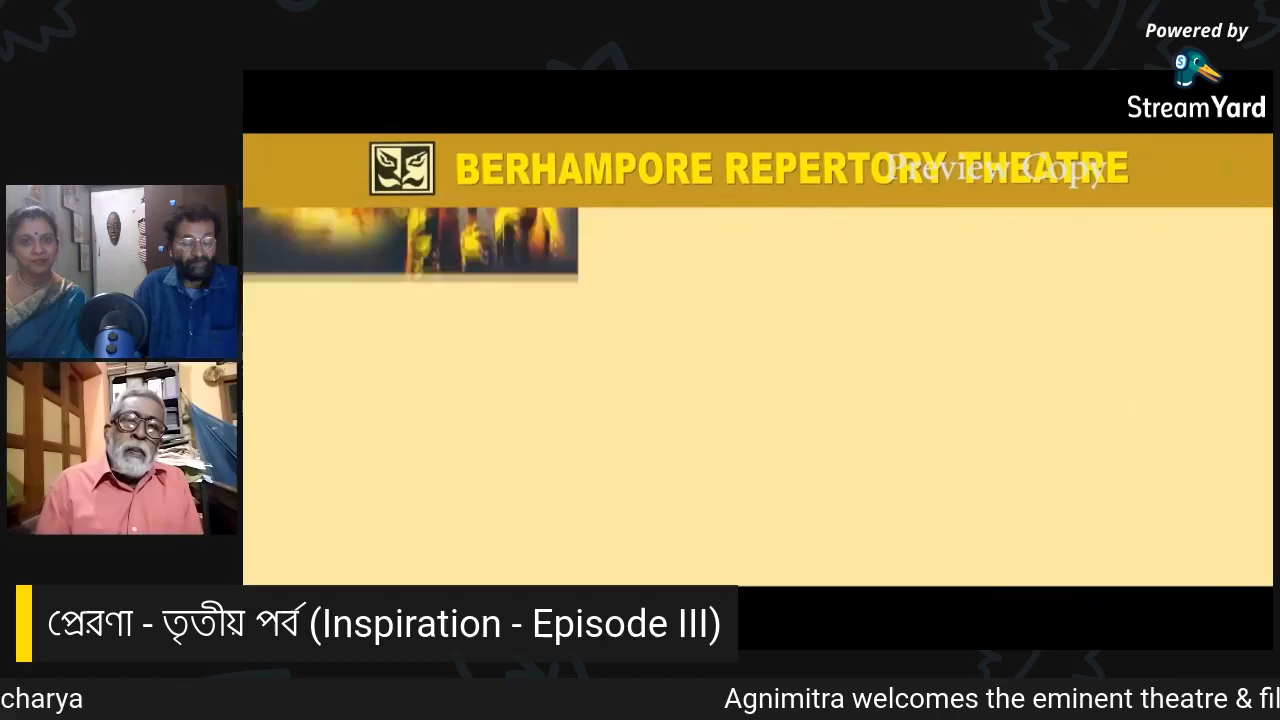 Powered by
StreamYard
BERHAMPORE REPERTORY THEATRE
Preview Copy
প্রেরণা - তৃতীয় পর্ব (Inspiration - Episode III)
charya
Agnimitra welcomes the eminent theatre & fil